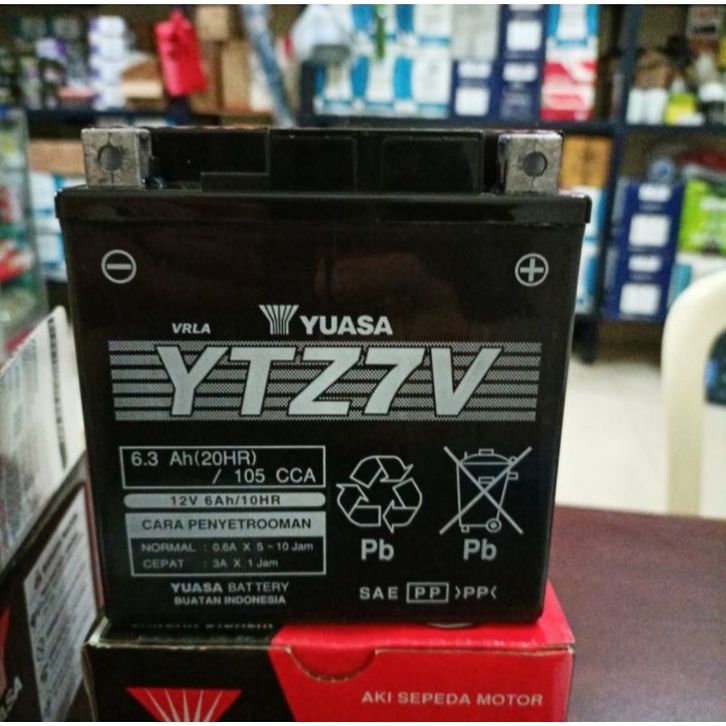 VRLA YUASA
YTZ7V
6.3 Ah(20HR)
/ 105 CCA
12V 6Ah/10HR
CARA PENYETROOMAN
NORMAL : 0.6A X 5 - 10 Jam
CEPAT : 3A X 1 Jam
YUASA BATTERY
BUATAN INDONESIA
Pb
Pb
SAE PP >PP<
AKI SEPEDA MOTOR
YUASA